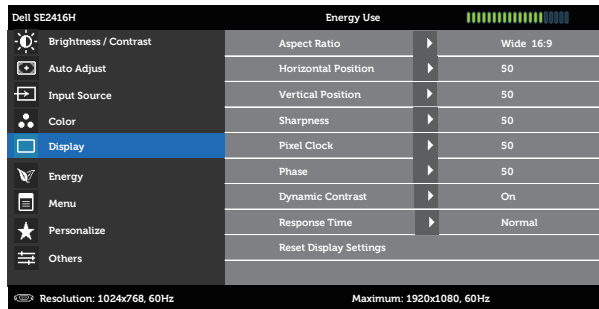 Dell SE2416H Energy Use
Brightness / Contrast Aspect Ratio Wide 16:9
Auto Adjust Horizontal Position 50
Input Source Vertical Position 50
Color Sharpness 50
Display Pixel Clock 50
Energy Phase 50
Menu Dynamic Contrast On
Personalize Response Time Normal
Others Reset Display Settings
Resolution: 1024x768, 60Hz Maximum: 1920x1080, 60Hz